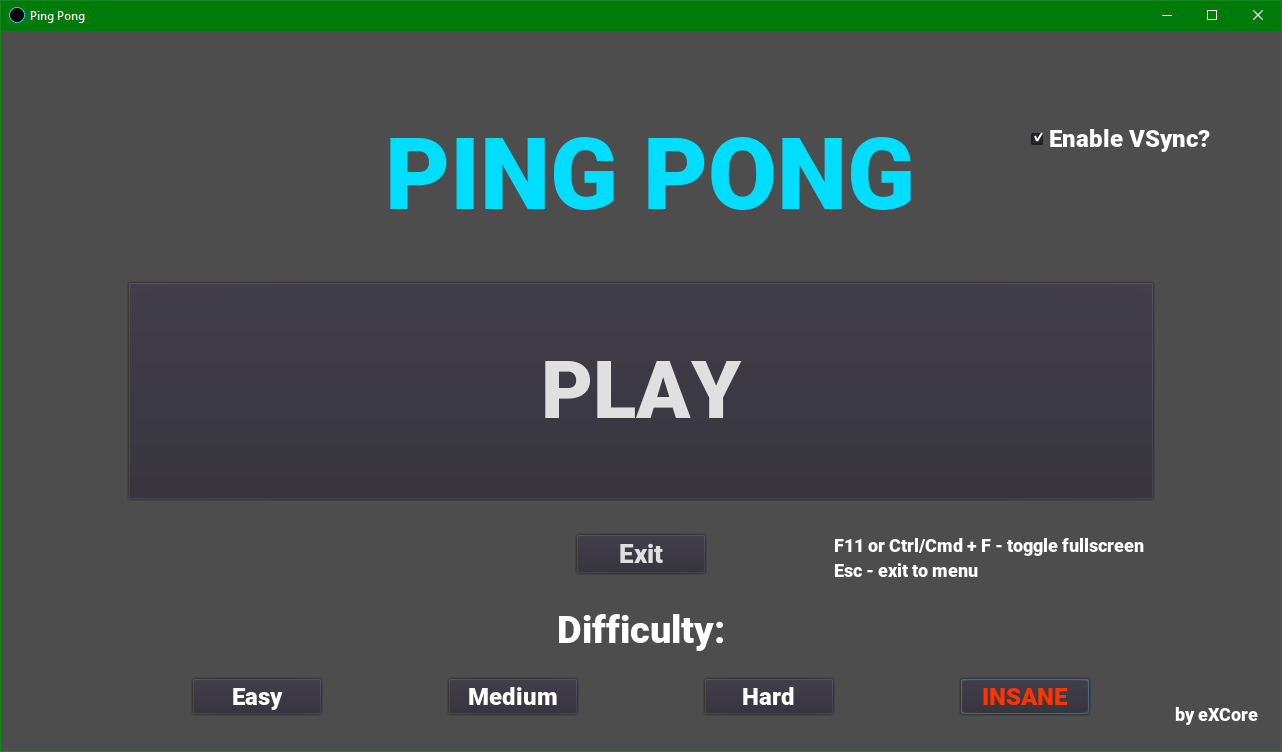 Ping Pong
PING PONG
Enable VSync?
PLAY
Exit
F11 or Ctrl/Cmd + F - toggle fullscreen
Esc - exit to menu
Difficulty:
Easy
Medium
Hard
INSANE
by eXCore